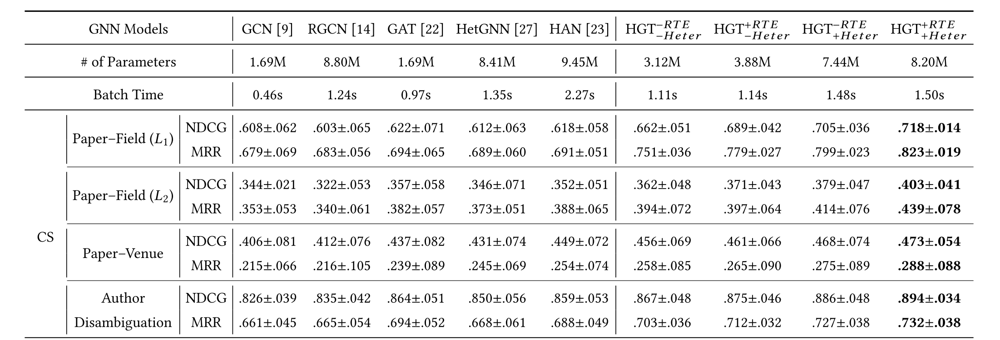 GNN Models GCN [9] RGCN [14] GAT [22] HetGNN [27] HAN [23] HGT−RTE−Heter HGT+RTE−Heter HGT−RTE+Heter HGT+RTE+Heter
# of Parameters 1.69M 8.80M 1.69M 8.41M 9.45M 3.12M 3.88M 7.44M 8.20M
Batch Time 0.46s 1.24s 0.97s 1.35s 2.27s 1.11s 1.14s 1.48s 1.50s
CS
Paper–Field (L1)
NDCG .608±.062 .603±.065 .622±.071 .612±.063 .618±.058 .662±.051 .689±.042 .705±.036 .718±.014
MRR .679±.069 .683±.056 .694±.065 .689±.060 .691±.051 .751±.036 .779±.027 .799±.023 .823±.019
Paper–Field (L2)
NDCG .344±.021 .322±.053 .357±.058 .346±.071 .352±.051 .362±.048 .371±.043 .379±.047 .403±.041
MRR .353±.053 .340±.061 .382±.057 .373±.051 .388±.065 .394±.072 .397±.064 .414±.076 .439±.078
Paper–Venue
NDCG .406±.081 .412±.076 .437±.082 .431±.074 .449±.072 .456±.069 .461±.066 .468±.074 .473±.054
MRR .215±.066 .216±.105 .239±.089 .245±.069 .254±.074 .258±.085 .265±.090 .275±.089 .288±.088
Author NDCG .826±.039 .835±.042 .864±.051 .850±.056 .859±.053 .867±.048 .875±.046 .886±.048 .894±.034
Disambiguation MRR .661±.045 .665±.054 .694±.052 .668±.061 .688±.049 .703±.036 .712±.032 .727±.038 .732±.038